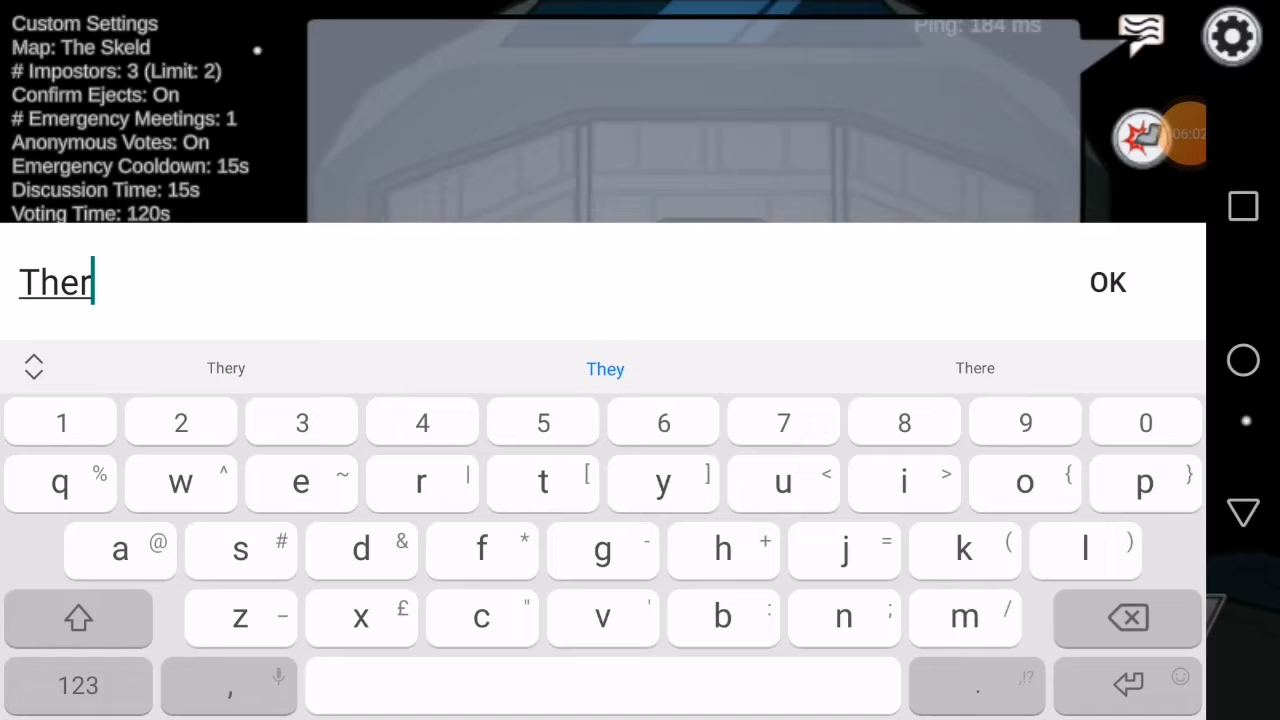 Custom Settings
Map: The Skeld
# Impostors: 3 (Limit: 2)
Confirm Ejects: On
# Emergency Meetings: 1
Anonymous Votes: On
Emergency Cooldown: 15s
Discussion Time: 15s
Voting Time: 120s
Ping: 184 ms
06:02
Ther
OK
Thery They There
1 2 3 4 5 6 7 8 9 0
q % w ^ e ~ r | t [ y ] u < i > o { p }
a @ s # d & f * g - h + j = k ( l )
z _ x £ c " v ' b : n ; m /
123 , . ,!?